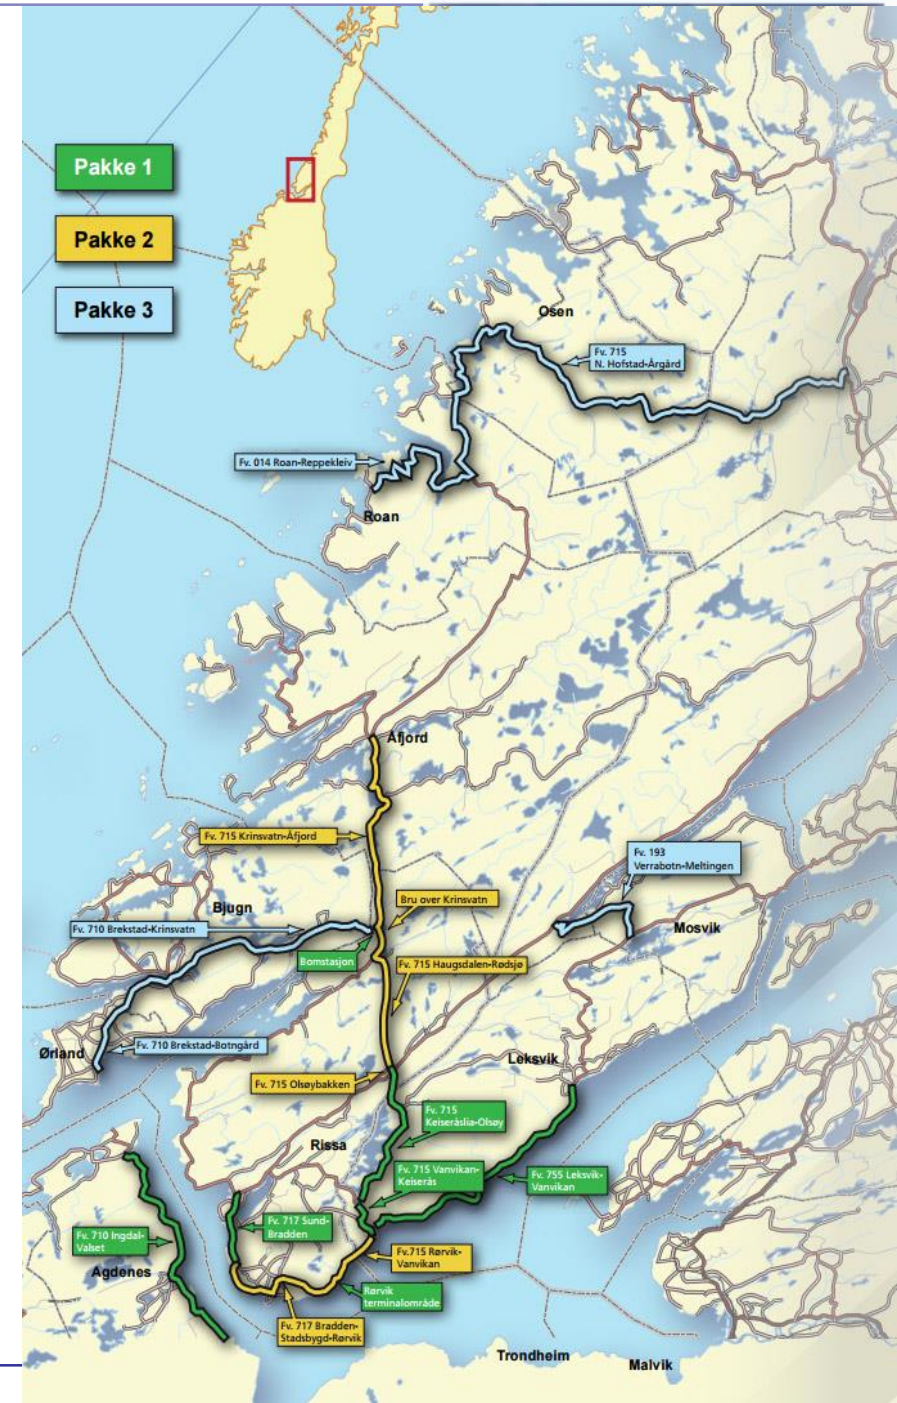 Pakke 1
Pakke 2
Pakke 3
Osen
Fv. 715
N. Hofstad-Årgård
Fv. 014 Roan-Reppekleiv
Roan
Åfjord
Fv. 715 Krinsvatn-Åfjord
Fv. 193
Verrabotn-Meltingen
Bru over Krinsvatn
Bjugn
Mosvik
Fv. 710 Brekstad-Krinsvatn
Bomstasjon
Fv. 715 Haugsdalen-Rødsjø
Fv. 710 Brekstad-Botngård
Ørland
Leksvik
Fv. 715 Olsøybakken
Fv. 715
Keiseråslia-Olsøy
Rissa
Fv. 715 Vanvikan-
Keiserås
Fv. 755 Leksvik-
Vanvikan
Fv. 717 Sund-
Bradden
Fv. 710 Ingdal-
Valset
Fv.715 Rørvik-
Vanvikan
Agdenes
Rørvik
terminalområde
Fv. 717 Bradden-
Stadsbygd-Rørvik
Trondheim
Malvik